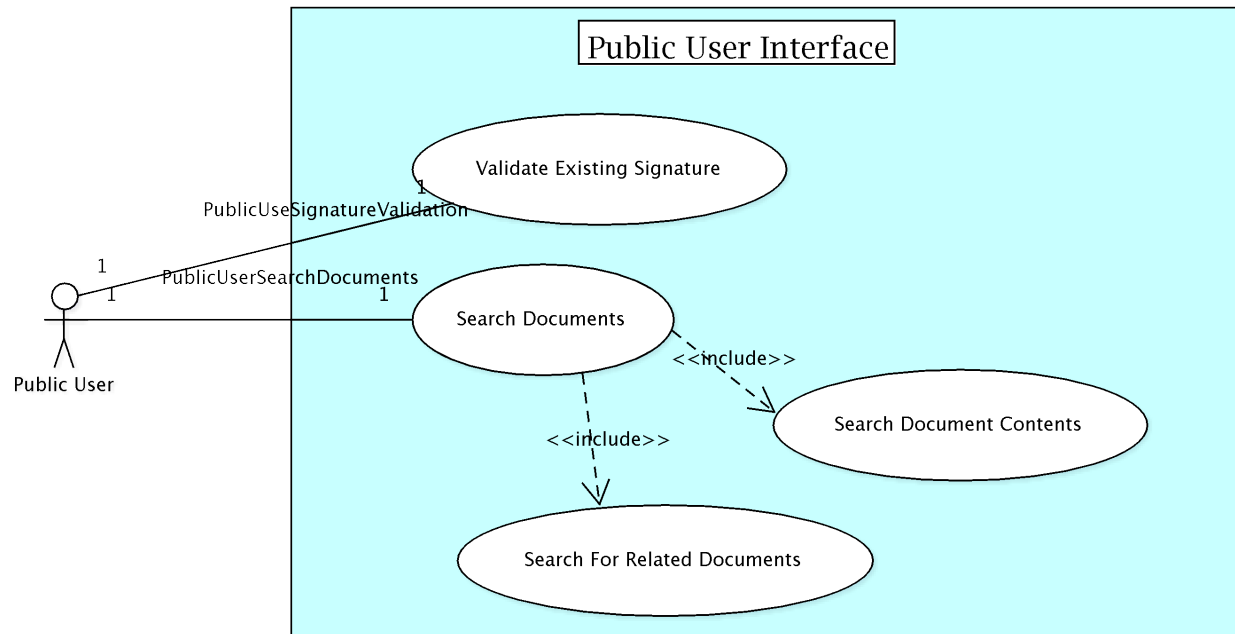 Public User Interface
Validate Existing Signature
1
PublicUseSignatureValidation
1
PublicUserSearchDocuments
1
1
Search Documents
<<include>>
Public User
Search Document Contents
<<include>>
Search For Related Documents